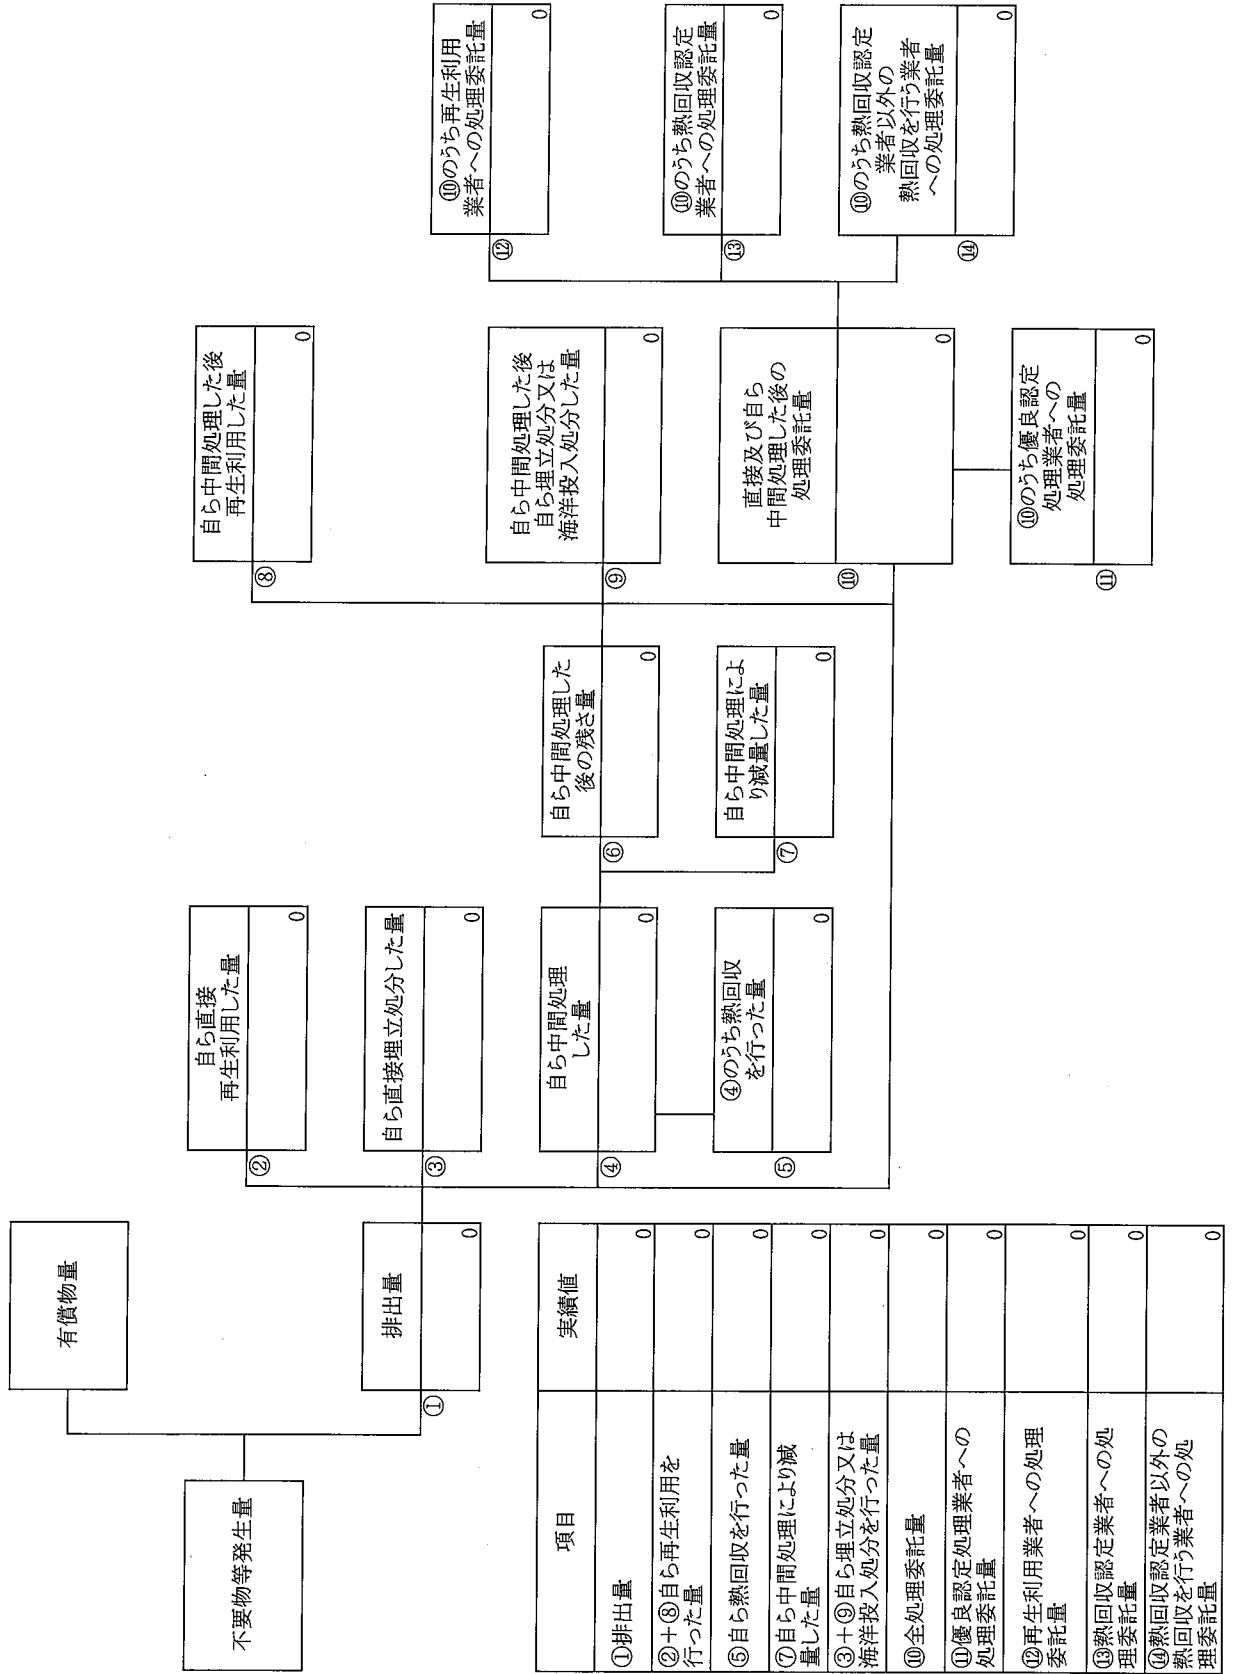 不要物等発生量
有償物量
①
排出量
0
②
自ら直接
再生利用した量
0
③
自ら直接埋立処分した量
0
④
自ら中間処理
した量
0
⑤
④のうち熱回収
を行った量
0
⑥
自ら中間処理した
後の残さ量
0
⑦
自ら中間処理によ
り減量した量
0
⑧
自ら中間処理した後
再生利用した量
0
⑨
自ら中間処理した後
自ら埋立処分又は
海洋投入処分した量
0
⑩
直接及び自ら
中間処理した後の
処理委託量
0
⑪
⑩のうち優良認定
処理業者への
処理委託量
0
⑫
⑩のうち再生利用
業者への処理委託量
0
⑬
⑩のうち熱回収認定
業者への処理委託量
0
⑭
⑩のうち熱回収認定
業者以外の
熱回収を行う業者
への処理委託量
0
項目 実績値
①排出量 0
②+⑧自ら再生利用を
行った量 0
⑤自ら熱回収を行った量 0
⑦自ら中間処理により減
量した量 0
③+⑨自ら埋立処分又は
海洋投入処分を行った量 0
⑩全処理委託量 0
⑪優良認定処理業者への
処理委託量 0
⑫再生利用業者への処理
委託量 0
⑬熱回収認定業者への処
理委託量 0
⑭熱回収認定業者以外の
熱回収を行う業者への処
理委託量 0